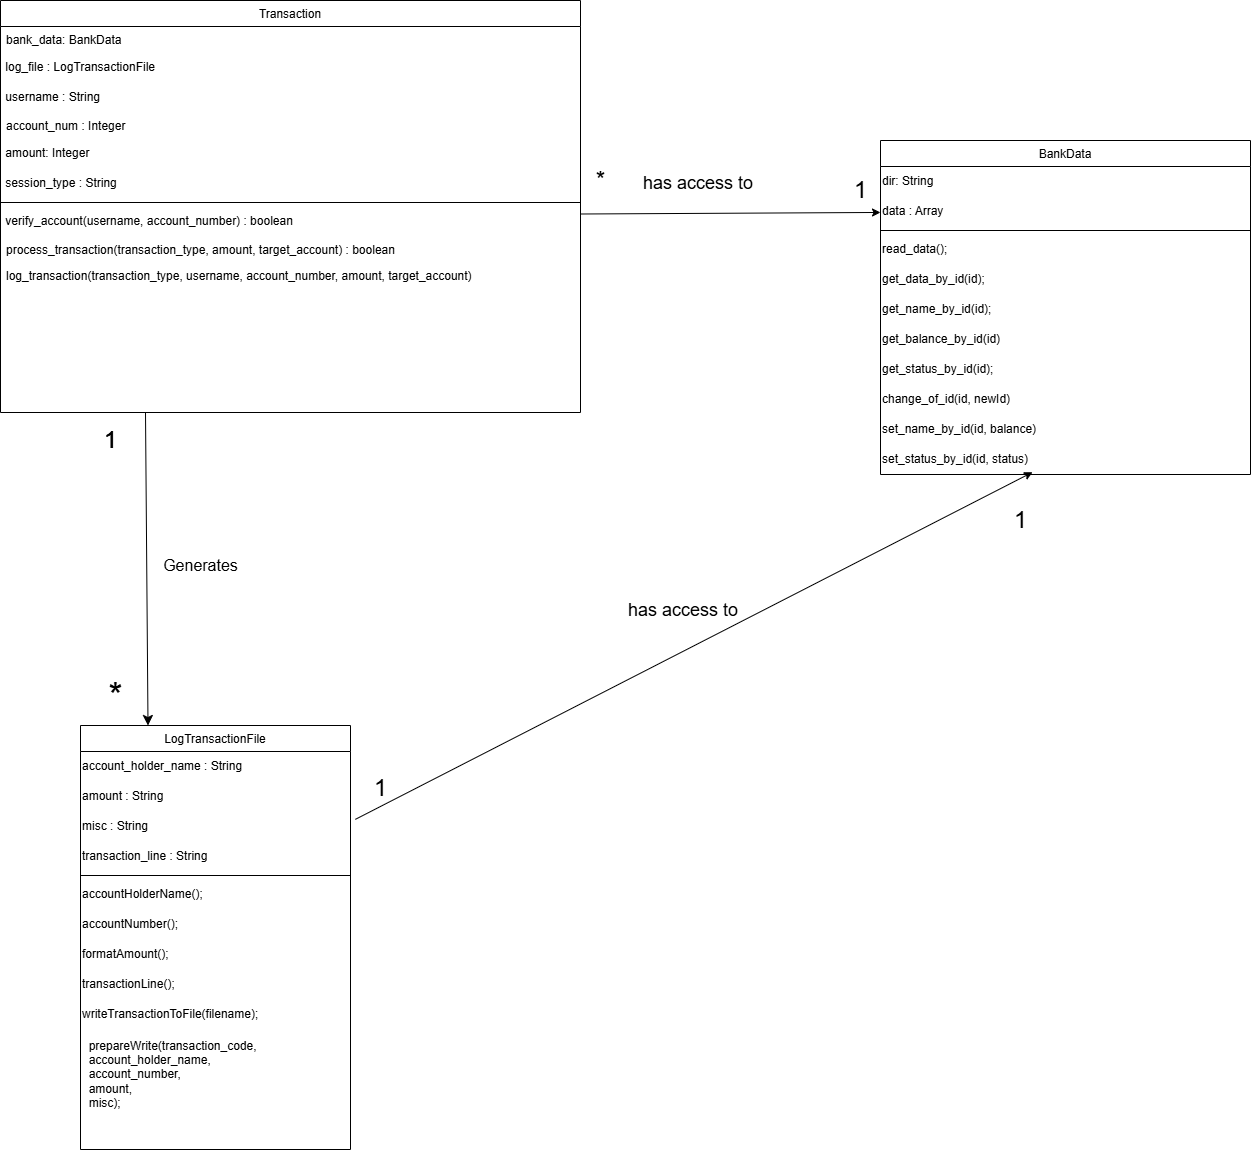 Transaction
bank_data: BankData
log_file : LogTransactionFile
username : String
account_num : Integer
amount: Integer
session_type : String
verify_account(username, account_number) : boolean
process_transaction(transaction_type, amount, target_account) : boolean
log_transaction(transaction_type, username, account_number, amount, target_account)
*
has access to
1
BankData
dir: String
data : Array
read_data();
get_data_by_id(id);
get_name_by_id(id);
get_balance_by_id(id)
get_status_by_id(id);
change_of_id(id, newId)
set_name_by_id(id, balance)
set_status_by_id(id, status)
1
1
Generates
has access to
*
LogTransactionFile
account_holder_name : String
amount : String
misc : String
transaction_line : String
1
accountHolderName();
accountNumber();
formatAmount();
transactionLine();
writeTransactionToFile(filename);
prepareWrite(transaction_code,
account_holder_name,
account_number,
amount,
misc);